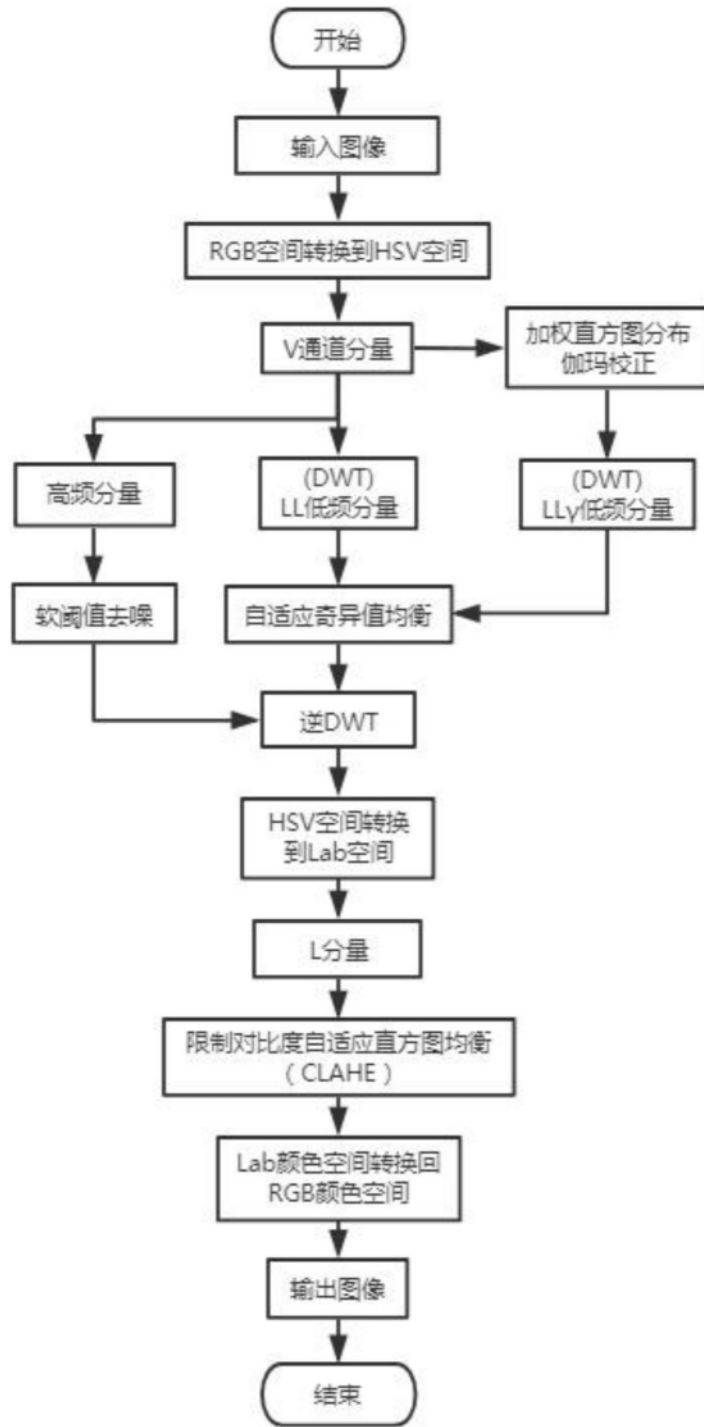 开始
输入图像
RGB空间转换到HSV空间
V通道分量
加权直方图分布
伽玛校正
高频分量
(DWT)
LL低频分量
(DWT)
LLγ低频分量
软阈值去噪
自适应奇异值均衡
逆DWT
HSV空间转换
到Lab空间
L分量
限制对比度自适应直方图均衡
（CLAHE）
Lab颜色空间转换回
RGB颜色空间
输出图像
结束